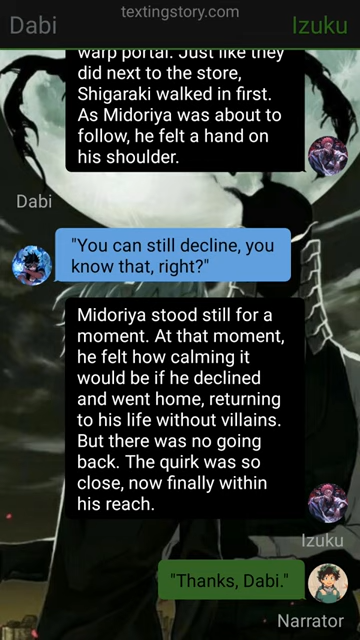 textingstory.com
Dabi
Izuku
warp portal. Just like they
did next to the store,
Shigaraki walked in first.
As Midoriya was about to
follow, he felt a hand on
his shoulder.
Dabi
"You can still decline, you
know that, right?"
Midoriya stood still for a
moment. At that moment,
he felt how calming it
would be if he declined
and went home, returning
to his life without villains.
But there was no going
back. The quirk was so
close, now finally within
his reach.
Izuku
"Thanks, Dabi."
Narrator